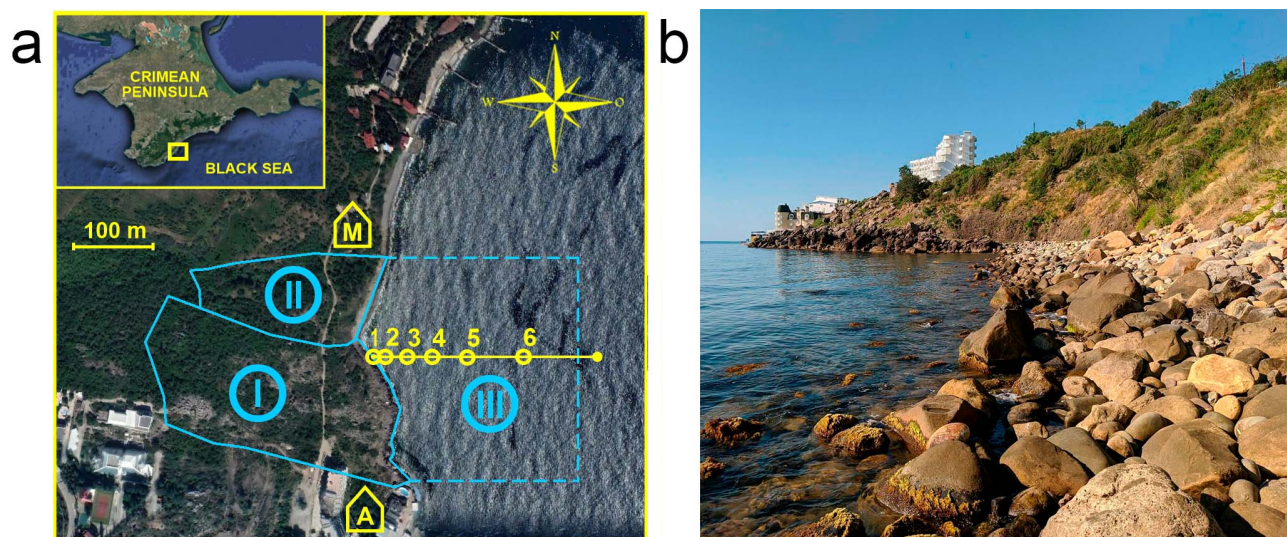 a
CRIMEAN
PENINSULA
BLACK SEA
100 m
N
W
O
S
M
II
1 2 3 4 5 6
I
III
A
b